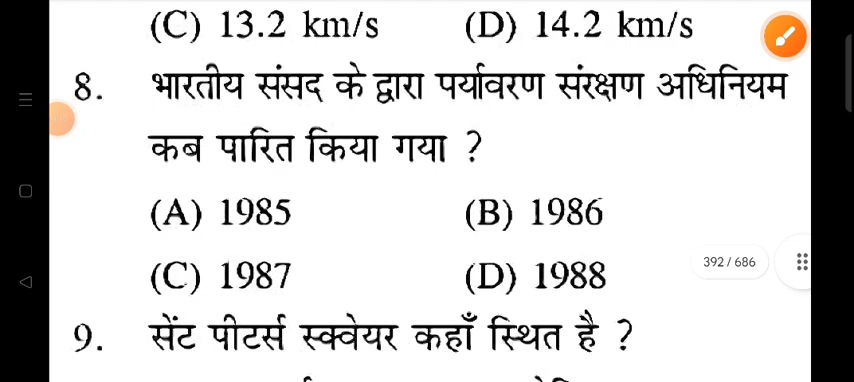 (C) 13.2 km/s (D) 14.2 km/s
8. भारतीय संसद के द्वारा पर्यावरण संरक्षण अधिनियम
कब पारित किया गया ?
(A) 1985 (B) 1986
(C) 1987 (D) 1988
392 / 686
9. सेंट पीटर्स स्क्वेयर कहाँ स्थित है ?